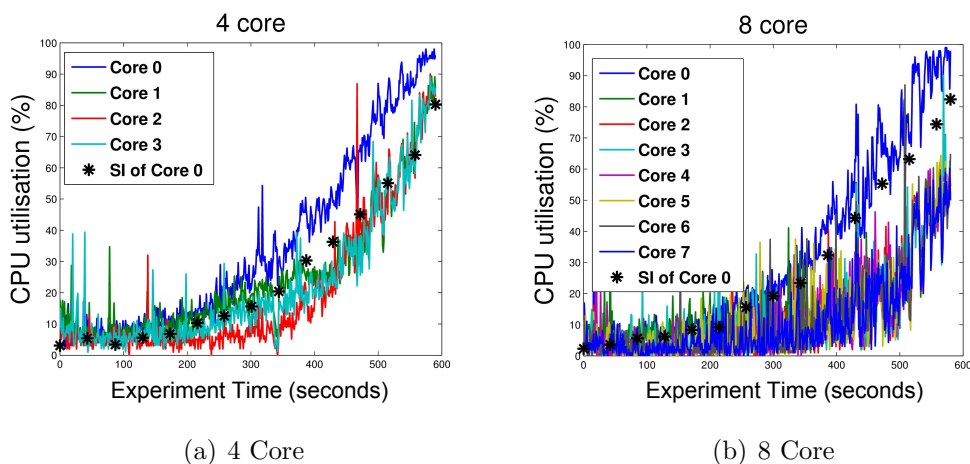 4 core
CPU utilisation (%)
100
90
80
70
60
50
40
30
20
10
0
Core 0
Core 1
Core 2
Core 3
SI of Core 0
0 100 200 300 400 500 600
Experiment Time (seconds)
(a) 4 Core
8 core
CPU utilisation (%)
100
90
80
70
60
50
40
30
20
10
0
Core 0
Core 1
Core 2
Core 3
Core 4
Core 5
Core 6
Core 7
SI of Core 0
0 100 200 300 400 500 600
Experiment Time (seconds)
(b) 8 Core